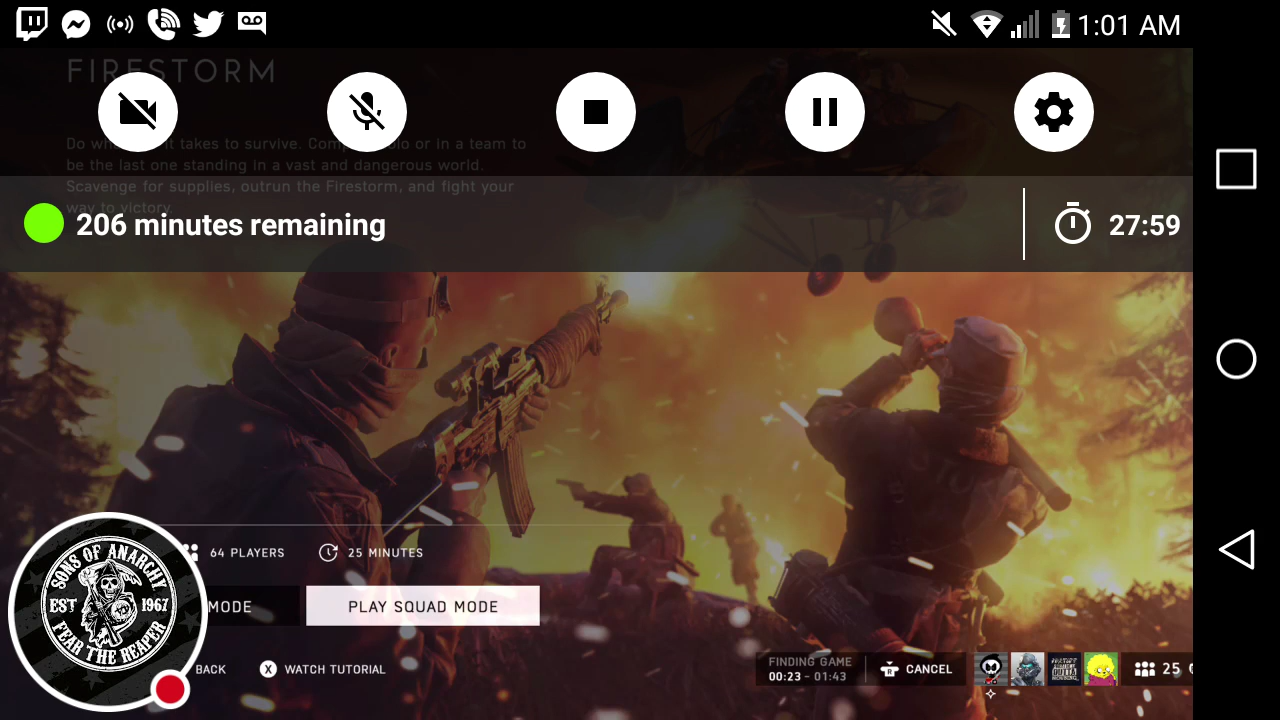 1:01 AM
FIRESTORM
Do it takes to survive. or in a team to
be the last one standing in a vast and dangerous world.
Scavenge for supplies, outrun the Firestorm, and fight your
way to victory.
206 minutes remaining
27:59
64 PLAYERS
25 MINUTES
MODE
PLAY SQUAD MODE
SONS OF ANARCHY
EST 1967
FEAR THE REAPER
BACK
X WATCH TUTORIAL
FINDING GAME
00:23 - 01:43
R CANCEL
25